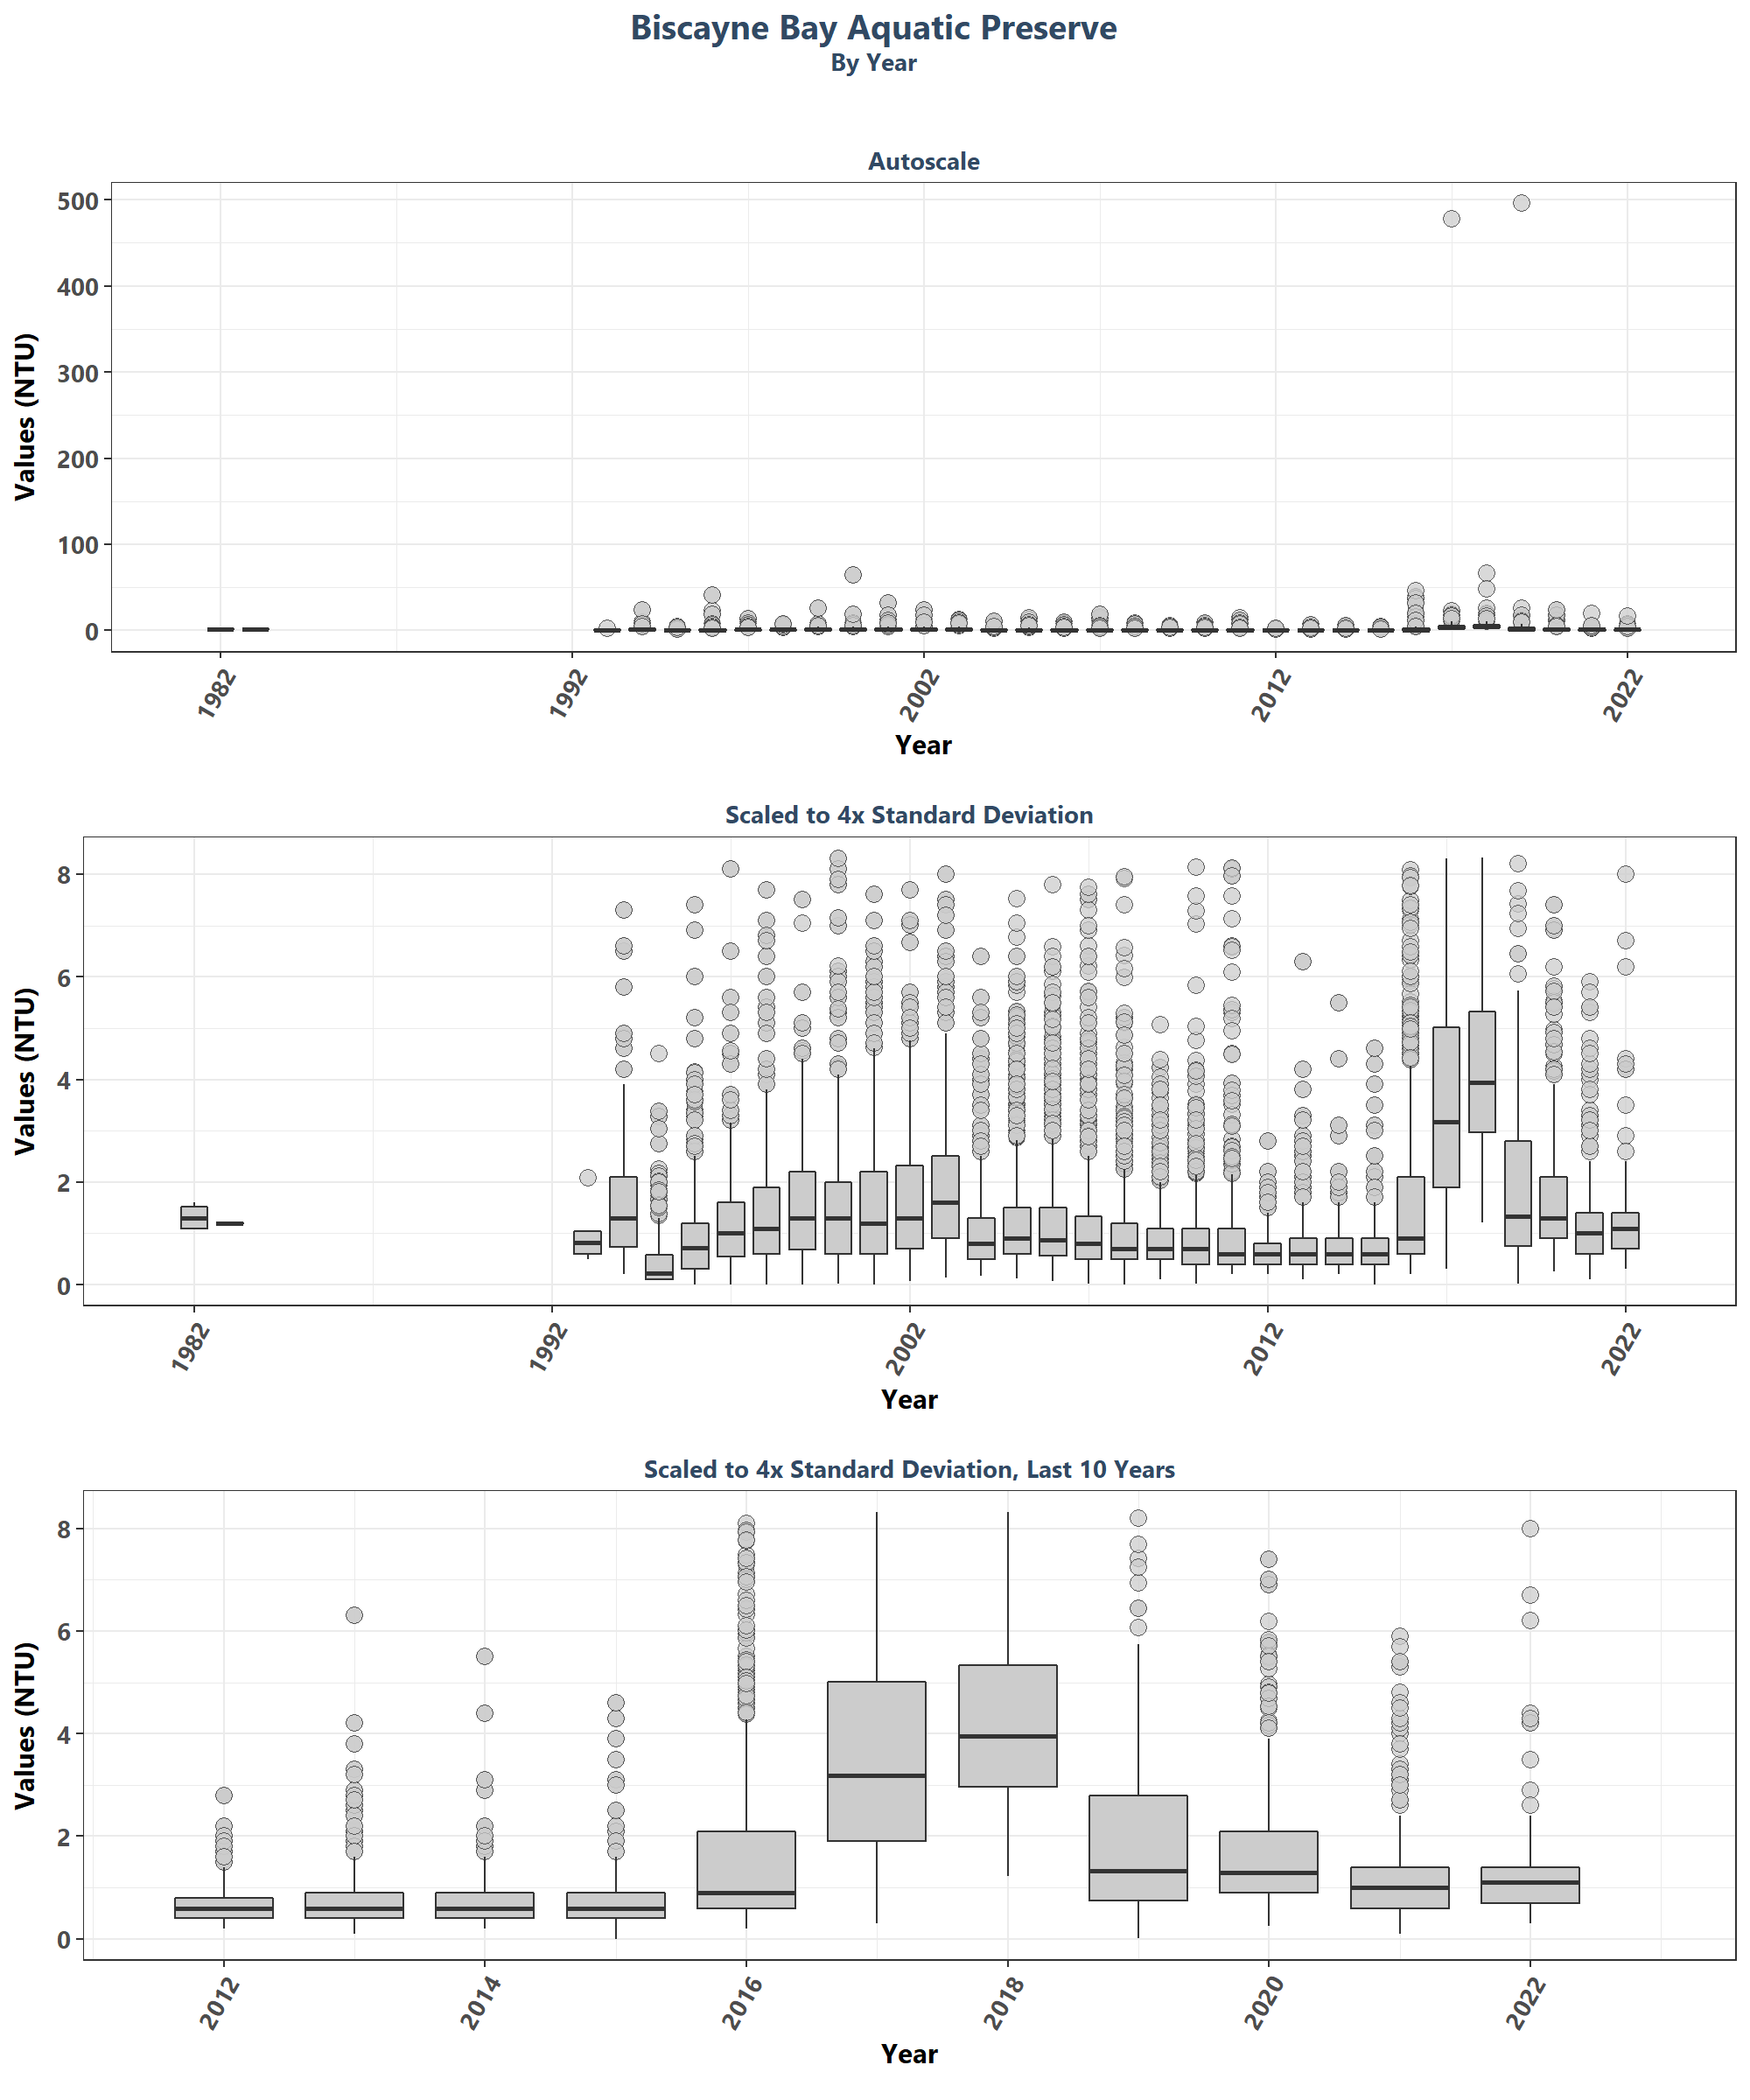 Biscayne Bay Aquatic Preserve
By Year
Autoscale
Values (NTU)
500
400
300
200
100
0
1982
1992
2002
2012
2022
Year
Scaled to 4x Standard Deviation
Values (NTU)
8
6
4
2
0
1982
1992
2002
2012
2022
Year
Scaled to 4x Standard Deviation, Last 10 Years
Values (NTU)
8
6
4
2
0
2012
2014
2016
2018
2020
2022
Year